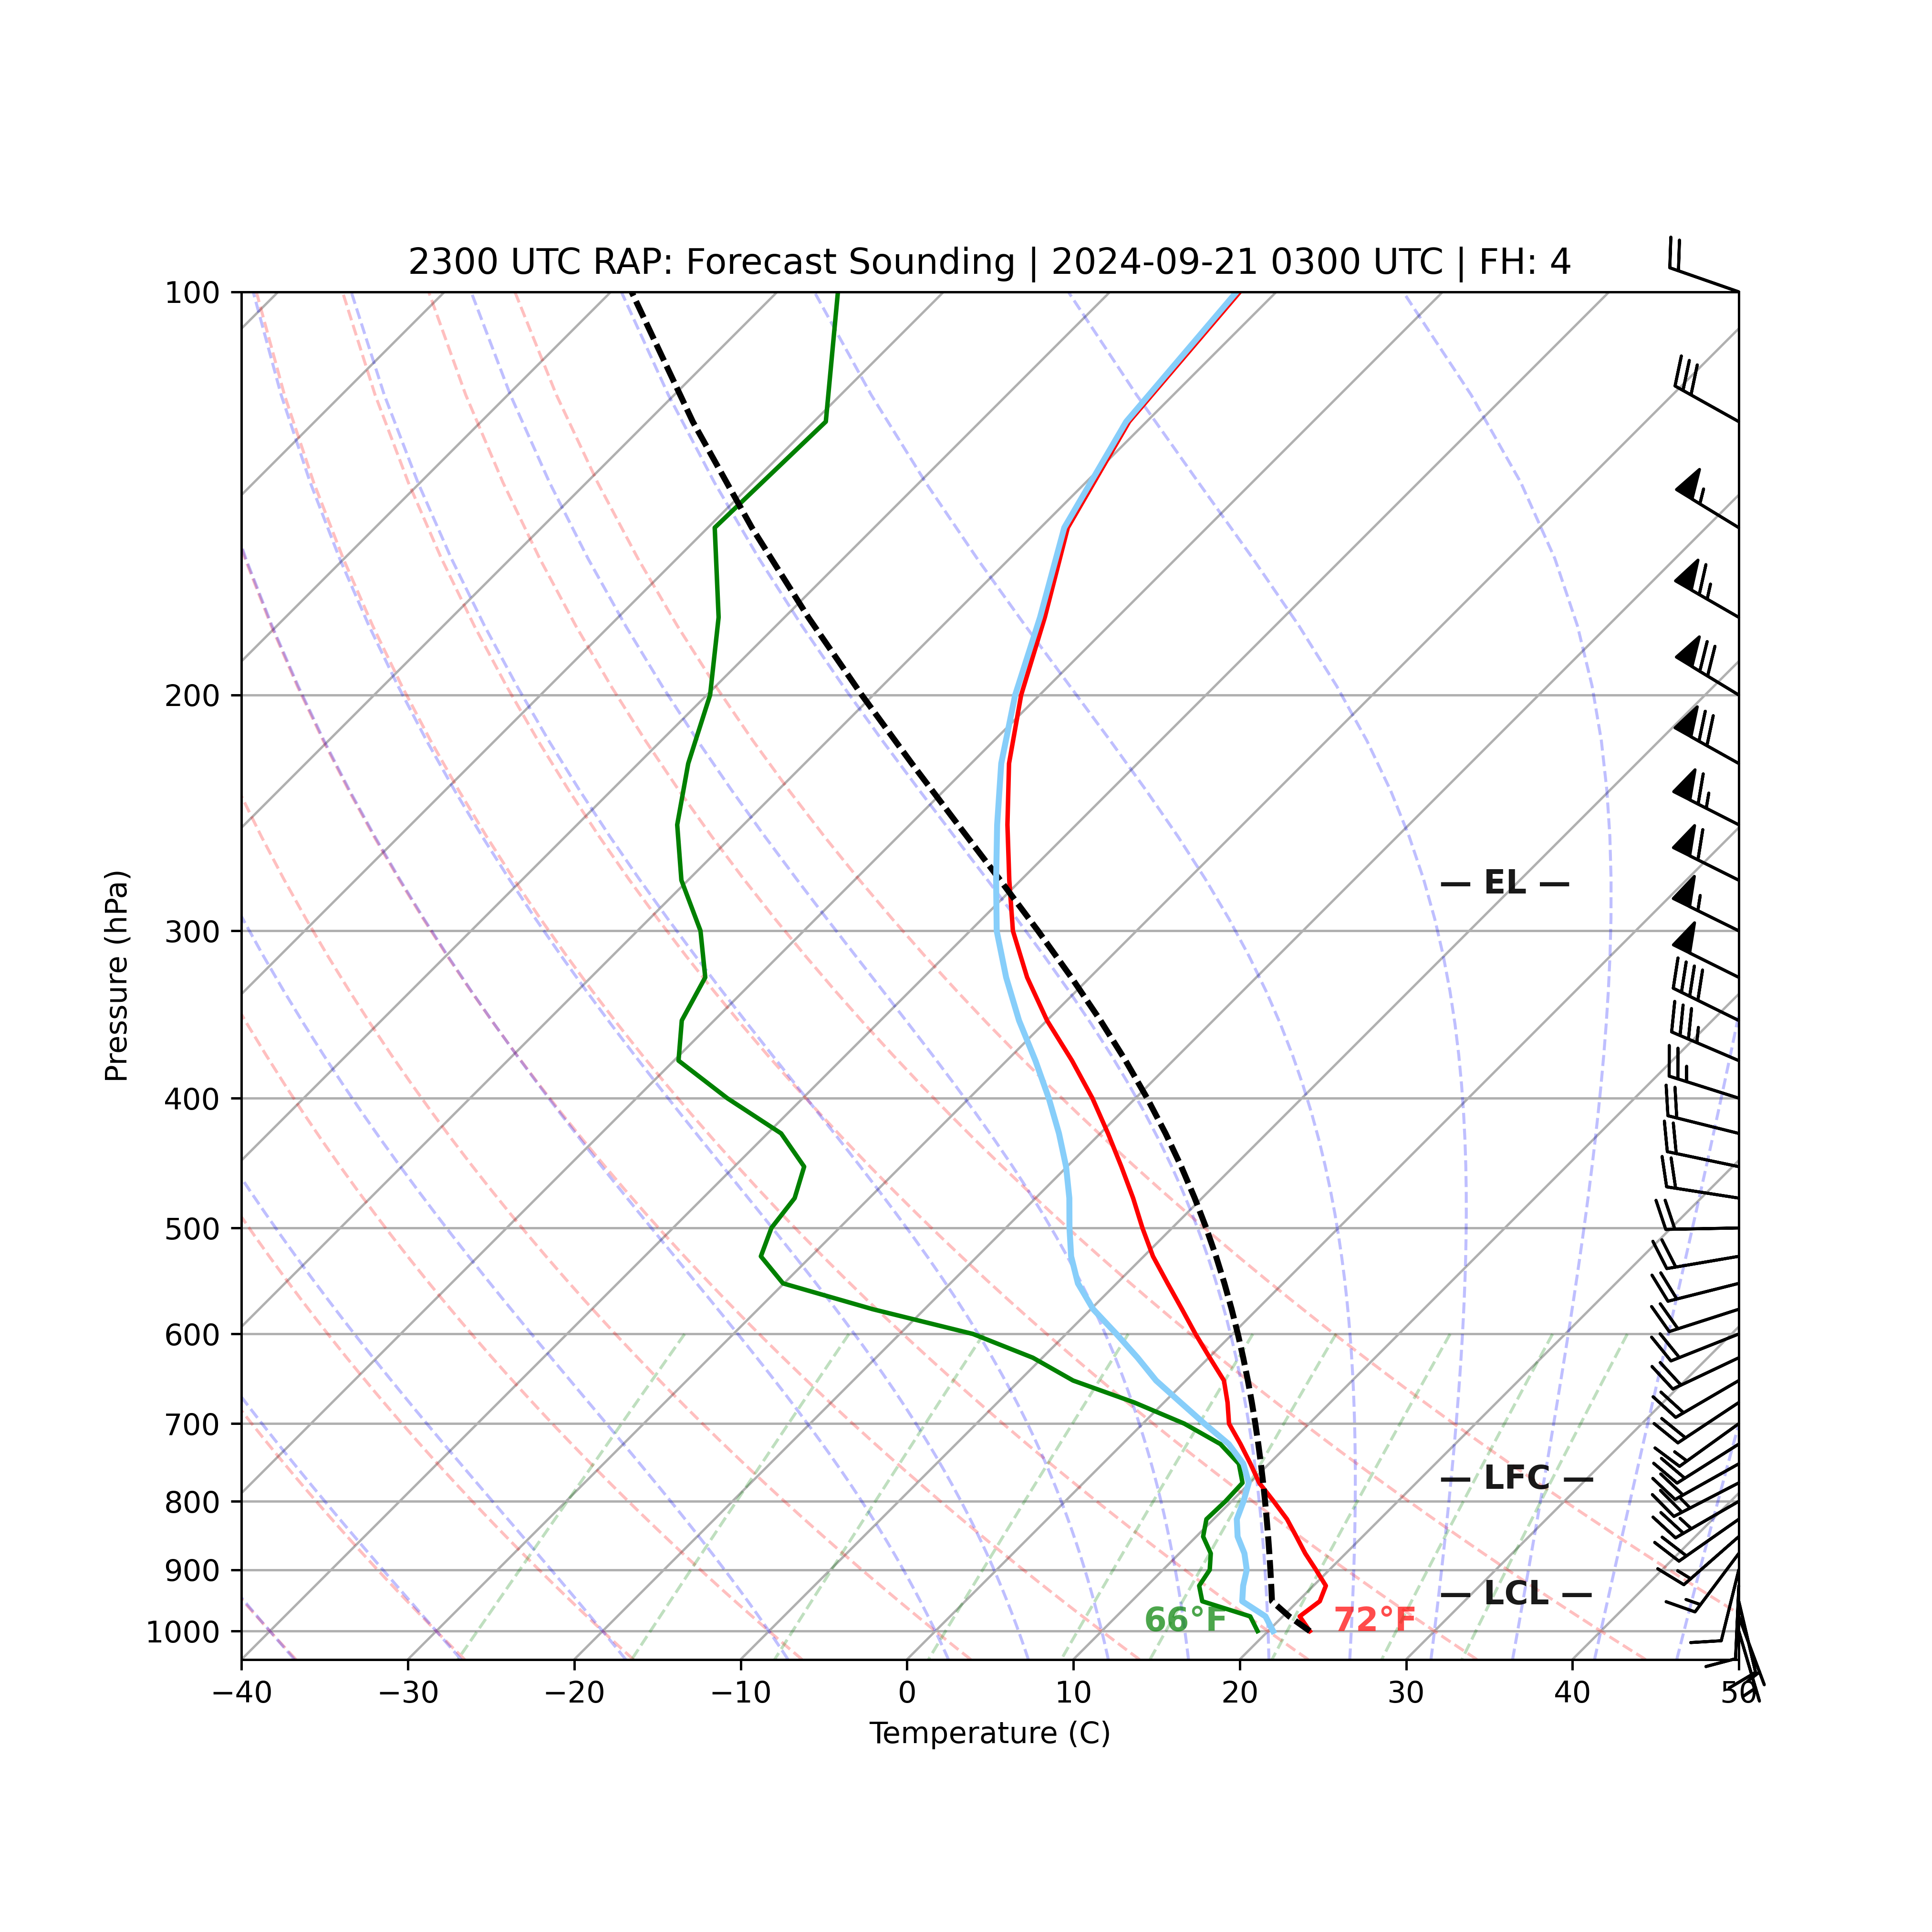 2300 UTC RAP: Forecast Sounding | 2024-09-21 0300 UTC | FH: 4
100
200
300
400
500
600
700
800
900
1000
Pressure (hPa)
— EL —
— LFC —
— LCL —
66°F
72°F
−40 −30 −20 −10 0 10 20 30 40 50
Temperature (C)